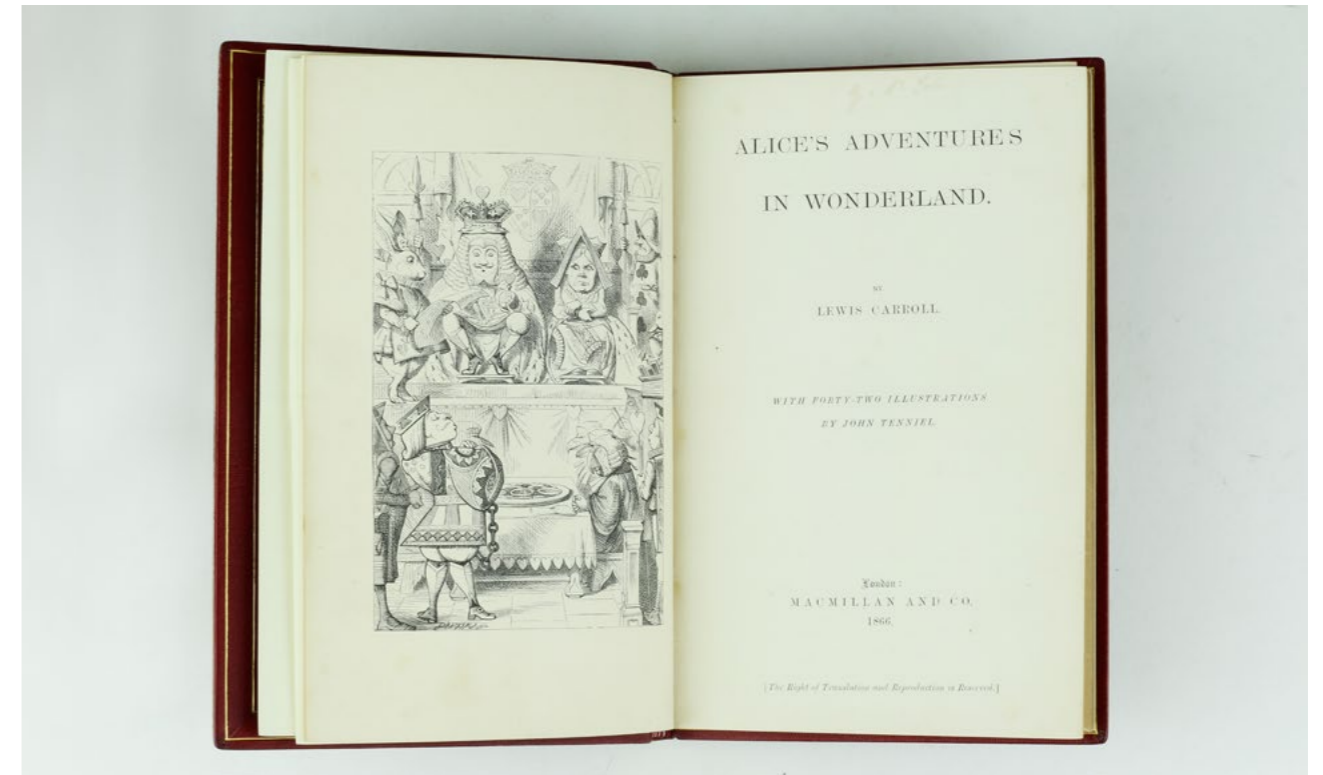 ALICE'S ADVENTURES
IN WONDERLAND.
BY
LEWIS CARROLL.
WITH FORTY-TWO ILLUSTRATIONS
BY JOHN TENNIEL.
London:
MACMILLAN AND CO.
1866.
[The Right of Translation and Reproduction is Reserved.]